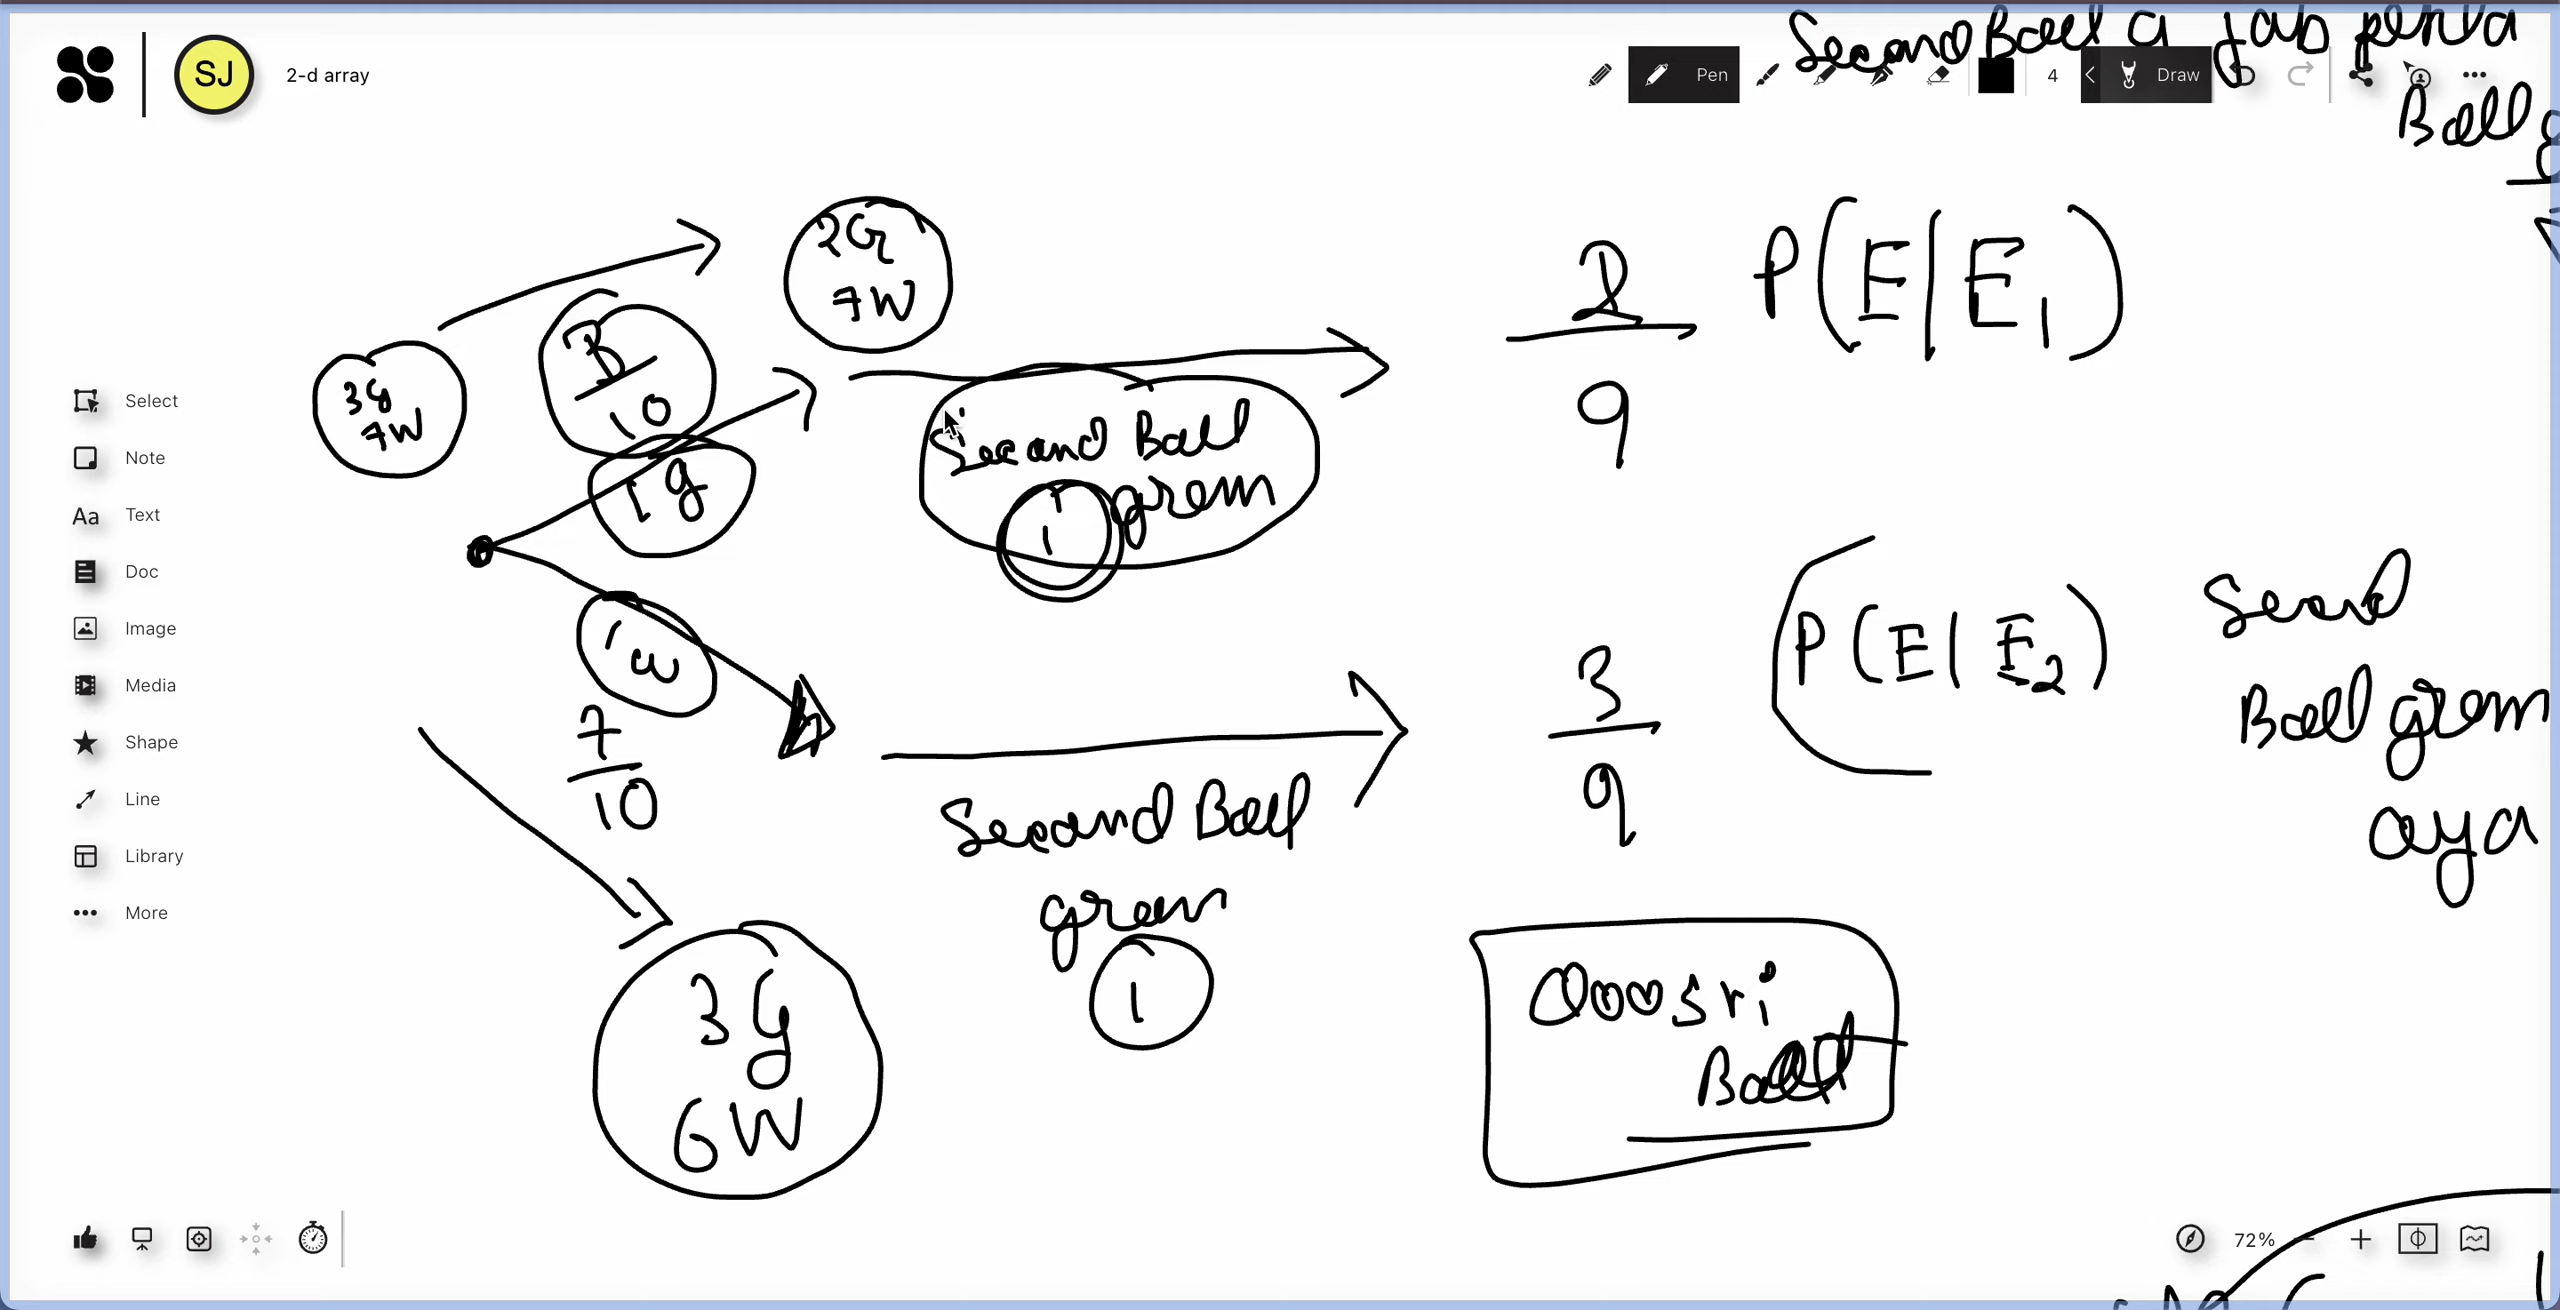 SJ
2-d array
Pen
4
Draw
Second Ball
Ball
Select
Note
Aa Text
Doc
Image
Media
Shape
Line
Library
More
3G
7W
3
10
1g
2G
7W
Second Ball
green
1
2
9
P(E|E1)
1w
7
10
Second Ball
green
1
3
9
P(E|E2)
Second
Ball green
aya
3G
6W
Doosri
Ball
72%